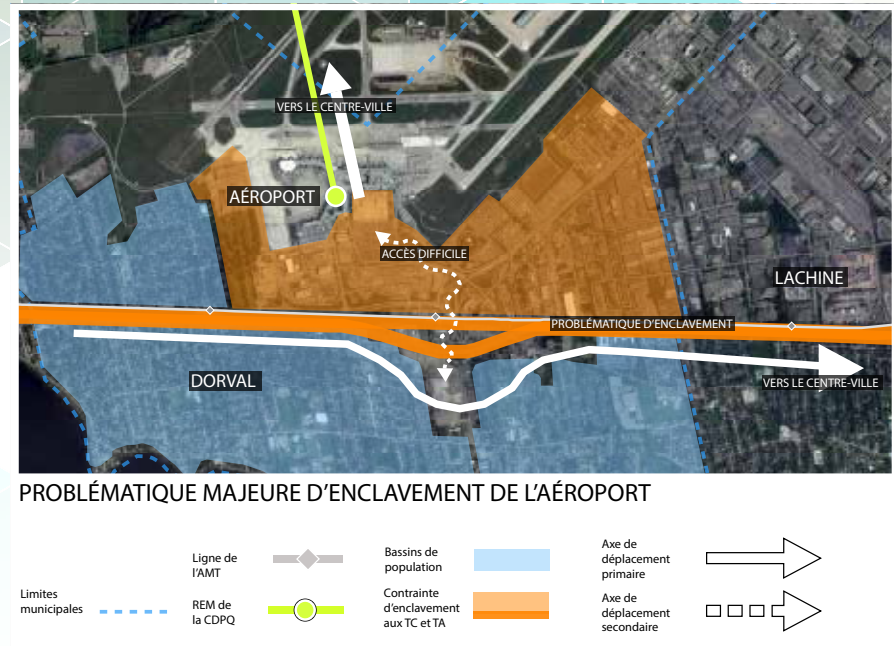 VERS LE CENTRE-VILLE
AÉROPORT
ACCÈS DIFFICILE
LACHINE
PROBLÉMATIQUE D'ENCLAVEMENT
DORVAL
VERS LE CENTRE-VILLE
PROBLÉMATIQUE MAJEURE D'ENCLAVEMENT DE L'AÉROPORT
Limites
municipales
Ligne de
l'AMT
REM de
la CDPQ
Bassins de
population
Contrainte
d'enclavement
aux TC et TA
Axe de
déplacement
primaire
Axe de
déplacement
secondaire